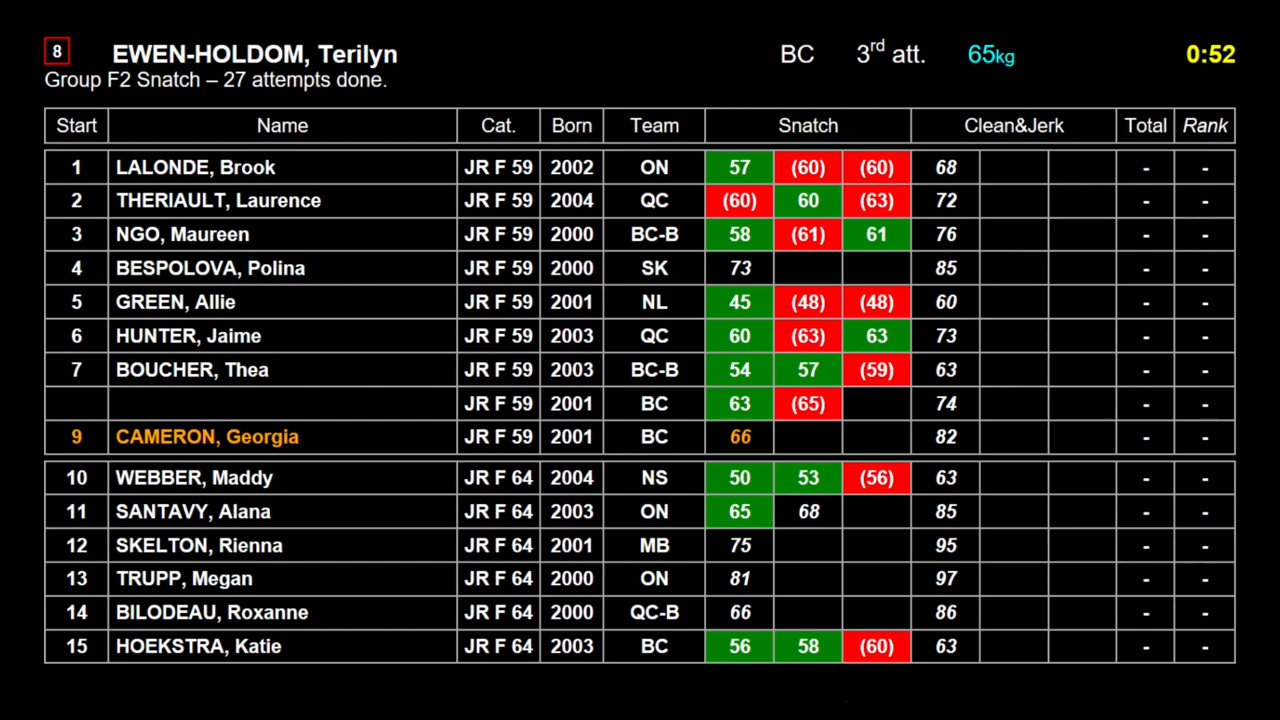 8 EWEN-HOLDOM, Terilyn BC 3rd att. 65kg 0:52
Group F2 Snatch – 27 attempts done.
Start Name Cat. Born Team Snatch Clean&Jerk Total Rank
1 LALONDE, Brook JR F 59 2002 ON 57 (60) (60) 68 - -
2 THERIAULT, Laurence JR F 59 2004 QC (60) 60 (63) 72 - -
3 NGO, Maureen JR F 59 2000 BC-B 58 (61) 61 76 - -
4 BESPOLOVA, Polina JR F 59 2000 SK 73 85 - -
5 GREEN, Allie JR F 59 2001 NL 45 (48) (48) 60 - -
6 HUNTER, Jaime JR F 59 2003 QC 60 (63) 63 73 - -
7 BOUCHER, Thea JR F 59 2003 BC-B 54 57 (59) 63 - -
JR F 59 2001 BC 63 (65) 74 - -
9 CAMERON, Georgia JR F 59 2001 BC 66 82 - -
10 WEBBER, Maddy JR F 64 2004 NS 50 53 (56) 63 - -
11 SANTAVY, Alana JR F 64 2003 ON 65 68 85 - -
12 SKELTON, Rienna JR F 64 2001 MB 75 95 - -
13 TRUPP, Megan JR F 64 2000 ON 81 97 - -
14 BILODEAU, Roxanne JR F 64 2000 QC-B 66 86 - -
15 HOEKSTRA, Katie JR F 64 2003 BC 56 58 (60) 63 - -